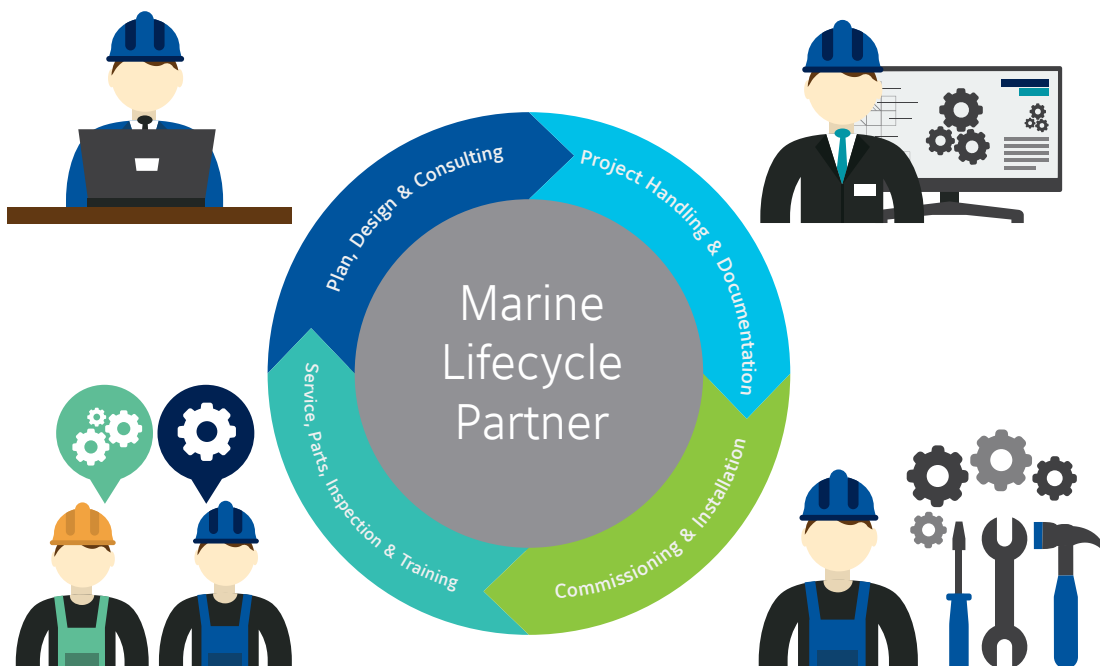 Plan, Design & Consulting
Project Handling & Documentation
Marine
Lifecycle
Partner
Service, Parts, Inspection & Training
Commissioning & Installation